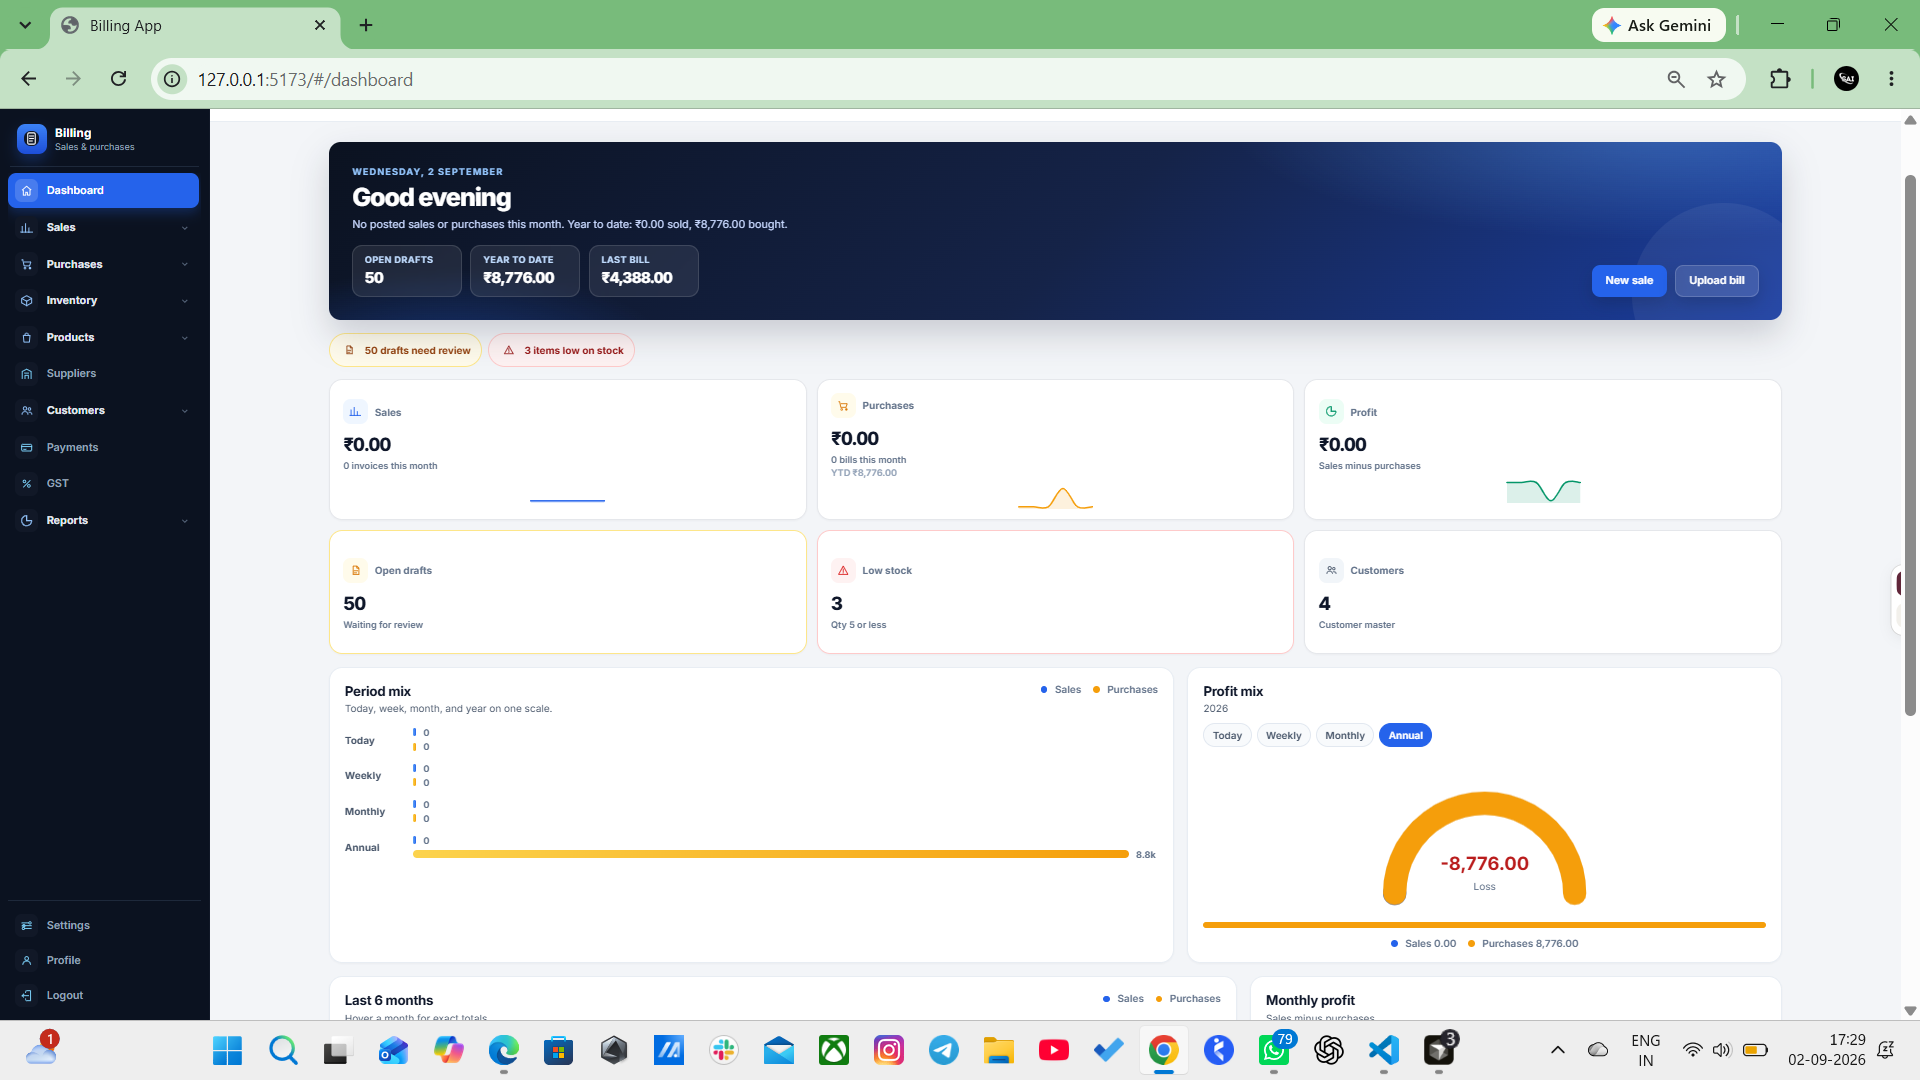 Billing App
Ask Gemini
127.0.0.1:5173/#/dashboard
Billing
Sales & purchases
Dashboard
Sales
Purchases
Inventory
Products
Suppliers
Customers
Payments
GST
Reports
Settings
Profile
Logout
WEDNESDAY, 2 SEPTEMBER
Good evening
No posted sales or purchases this month. Year to date: ₹0.00 sold, ₹8,776.00 bought.
OPEN DRAFTS
50
YEAR TO DATE
₹8,776.00
LAST BILL
₹4,388.00
New sale
Upload bill
50 drafts need review
3 items low on stock
Sales
₹0.00
0 invoices this month
Purchases
₹0.00
0 bills this month
YTD ₹8,776.00
Profit
₹0.00
Sales minus purchases
Open drafts
50
Waiting for review
Low stock
3
Qty 5 or less
Customers
4
Customer master
Period mix
Today, week, month, and year on one scale.
Sales
Purchases
Today
0
0
Weekly
0
0
Monthly
0
0
Annual
0
8.8k
Profit mix
2026
Today
Weekly
Monthly
Annual
-8,776.00
Loss
Sales 0.00
Purchases 8,776.00
Last 6 months
Hover a month for exact totals
Sales
Purchases
Monthly profit
Sales minus purchases
1
79
3
ENG
IN
17:29
02-09-2026